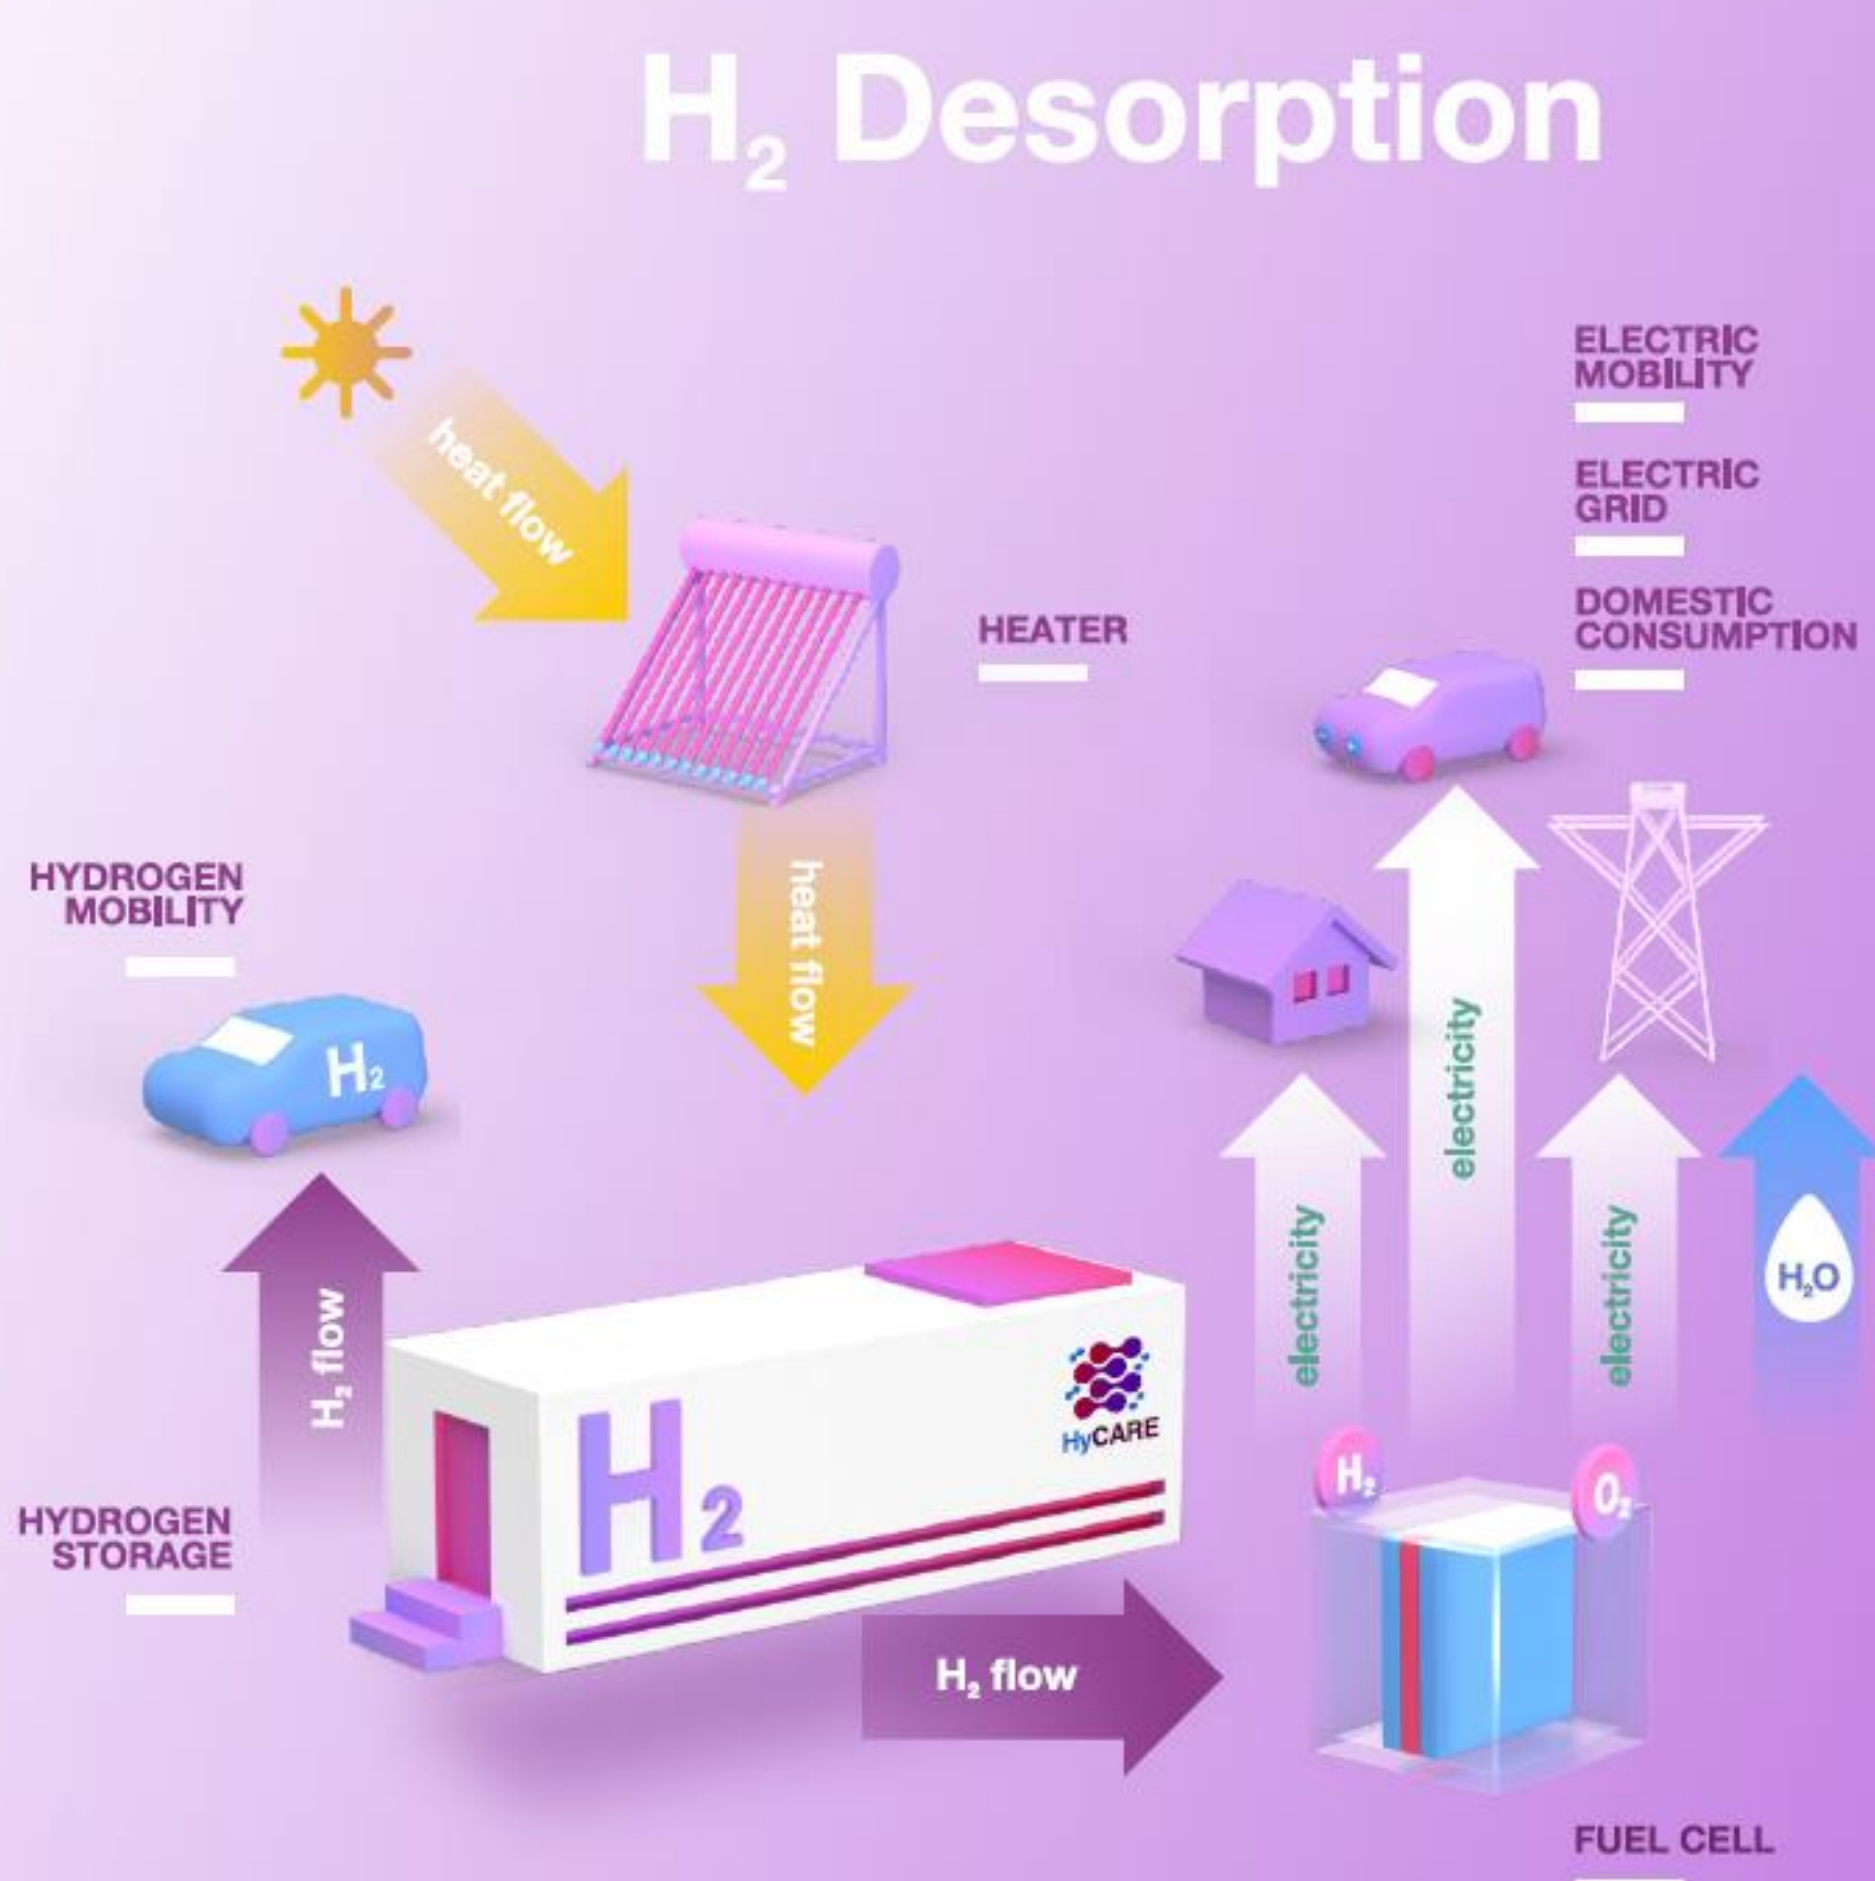 H₂ Desorption
heat flow
ELECTRIC
MOBILITY
ELECTRIC
GRID
DOMESTIC
CONSUMPTION
HEATER
heat flow
HYDROGEN
MOBILITY
H₂
H₂ flow
electricity
electricity
electricity
H₂O
HyCARE
H₂
HYDROGEN
STORAGE
H₂
O₂
H₂ flow
FUEL CELL